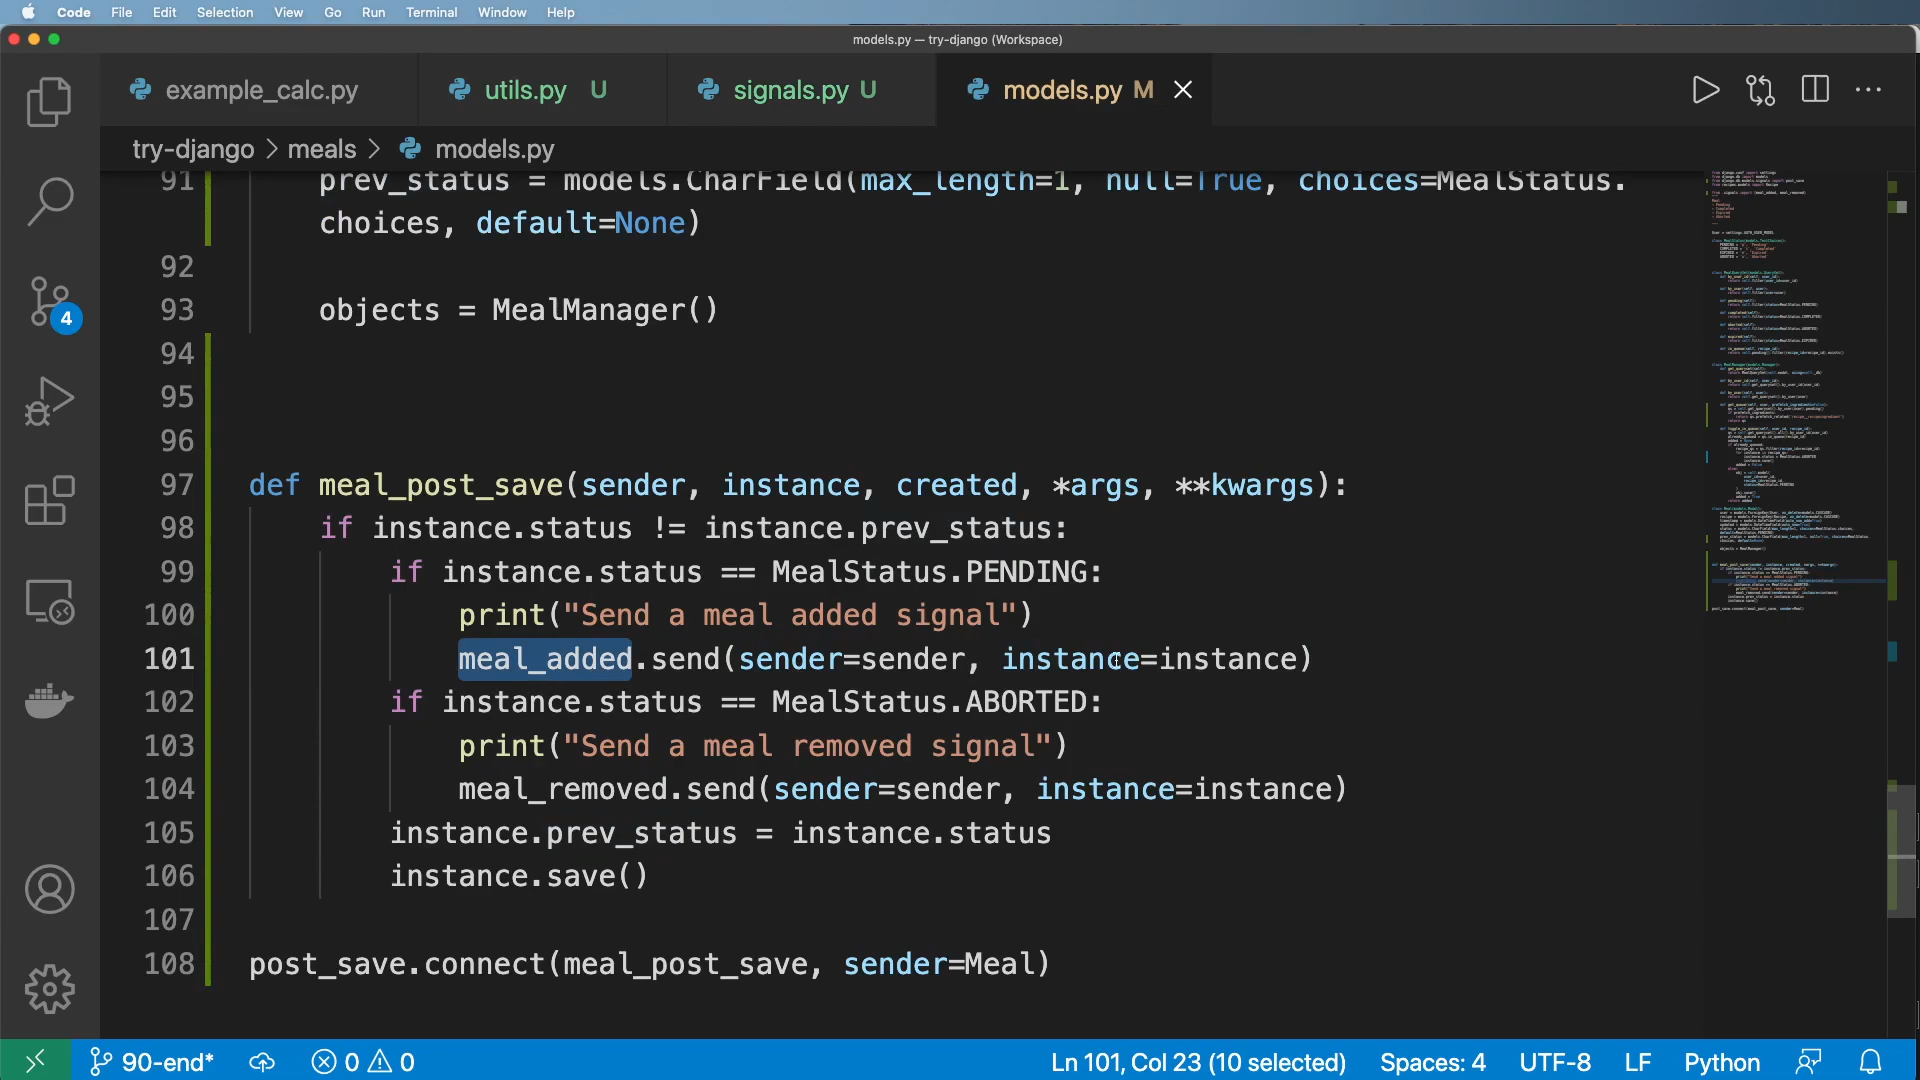 Code File Edit Selection View Go Run Terminal Window Help
models.py — try-django (Workspace)
example_calc.py utils.py U signals.py U models.py M
try-django > meals > models.py
91 prev_status = models.CharField(max_length=1, null=True, choices=MealStatus.
choices, default=None)
92
93 objects = MealManager()
94
95
96
97 def meal_post_save(sender, instance, created, *args, **kwargs):
98 if instance.status != instance.prev_status:
99 if instance.status == MealStatus.PENDING:
100 print("Send a meal added signal")
101 meal_added.send(sender=sender, instance=instance)
102 if instance.status == MealStatus.ABORTED:
103 print("Send a meal removed signal")
104 meal_removed.send(sender=sender, instance=instance)
105 instance.prev_status = instance.status
106 instance.save()
107
108 post_save.connect(meal_post_save, sender=Meal)
4
90-end* 0 0 Ln 101, Col 23 (10 selected) Spaces: 4 UTF-8 LF Python